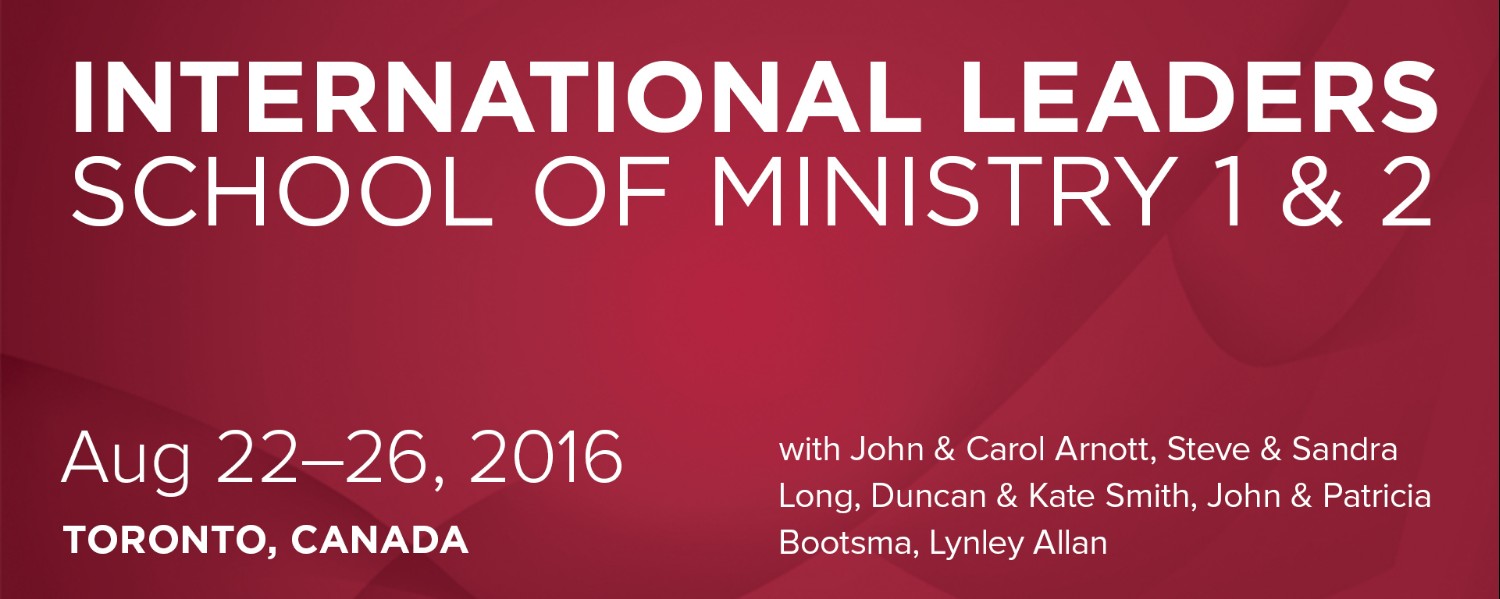 INTERNATIONAL LEADERS
SCHOOL OF MINISTRY 1 & 2
Aug 22–26, 2016
TORONTO, CANADA
with John & Carol Arnott, Steve & Sandra
Long, Duncan & Kate Smith, John & Patricia
Bootsma, Lynley Allan